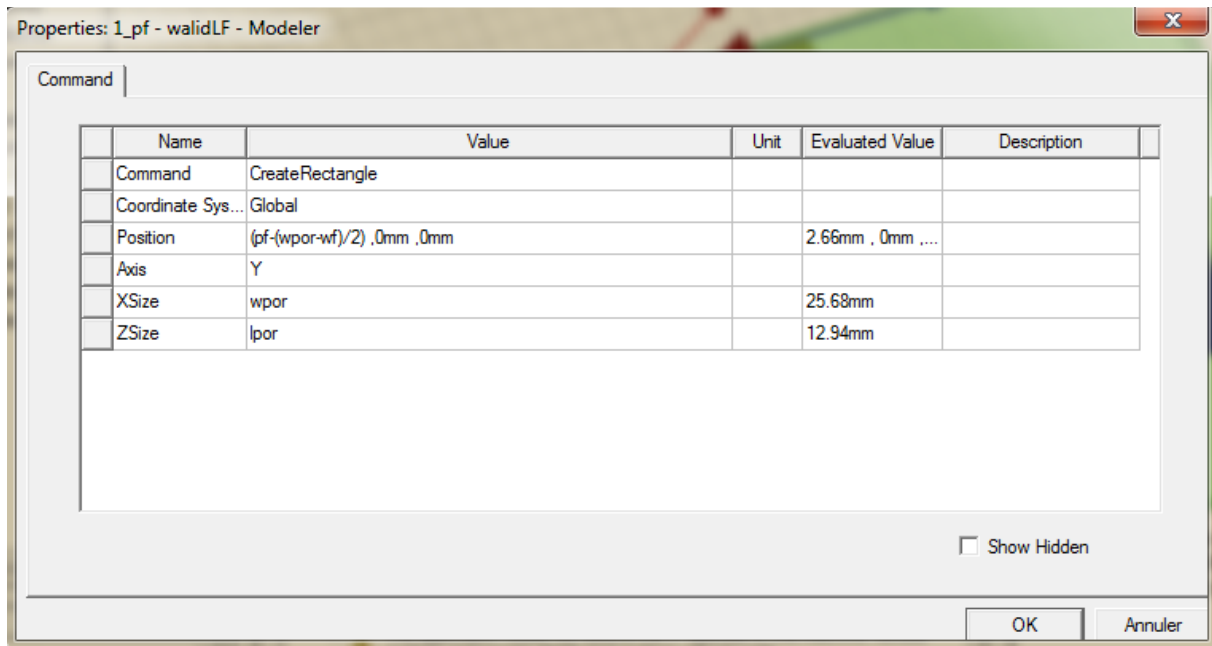 Properties: 1_pf - walidLF - Modeler
Command
Name Value Unit Evaluated Value Description
Command CreateRectangle
Coordinate Sys... Global
Position (pf-(wpor-wf)/2) ,0mm ,0mm 2.66mm , 0mm ,...
Axis Y
XSize wpor 25.68mm
ZSize lpor 12.94mm
Show Hidden
OK Annuler